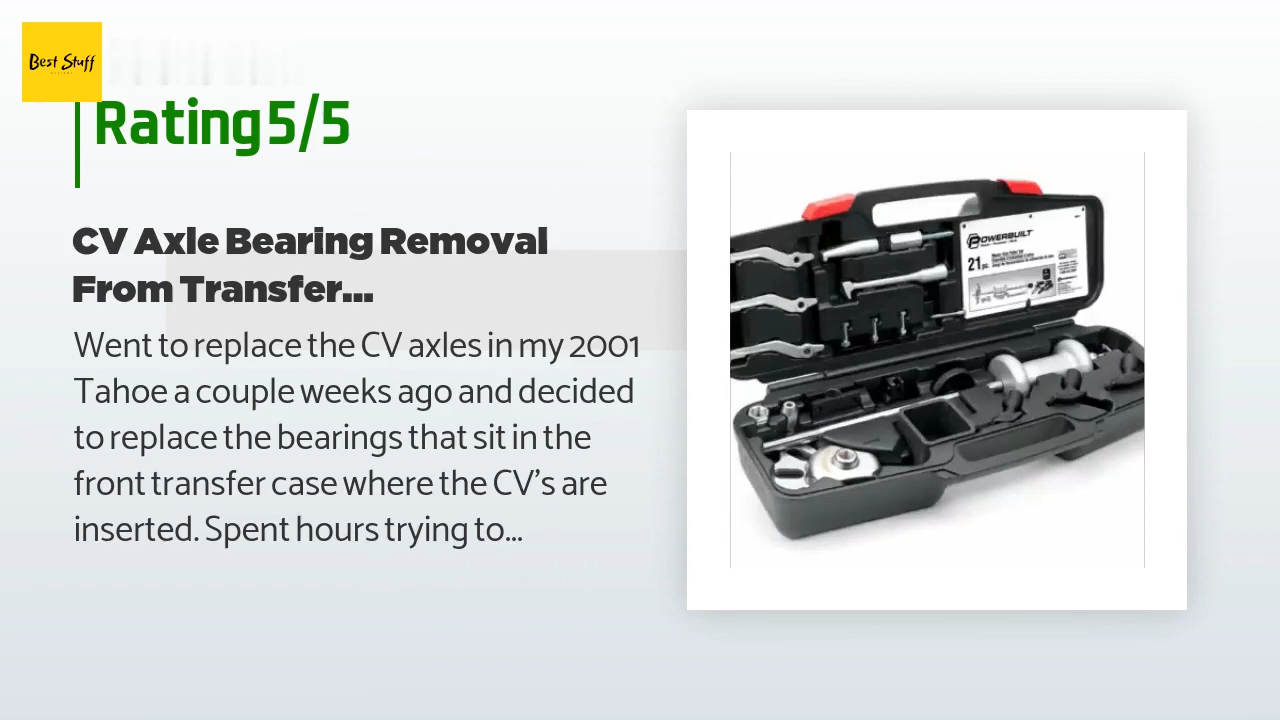 Best Stuff
Rating 5/5
CV Axle Bearing Removal
From Transfer...
Went to replace the CV axles in my 2001
Tahoe a couple weeks ago and decided
to replace the bearings that sit in the
front transfer case where the CV's are
inserted. Spent hours trying to...
POWERBUILT
21 pc.